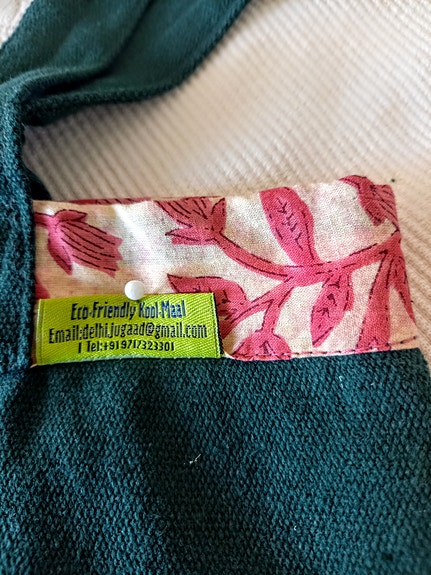 Eco-Friendly Kool Maal
Email:delhi.jugaad@gmail.com
Tel:+919717323301